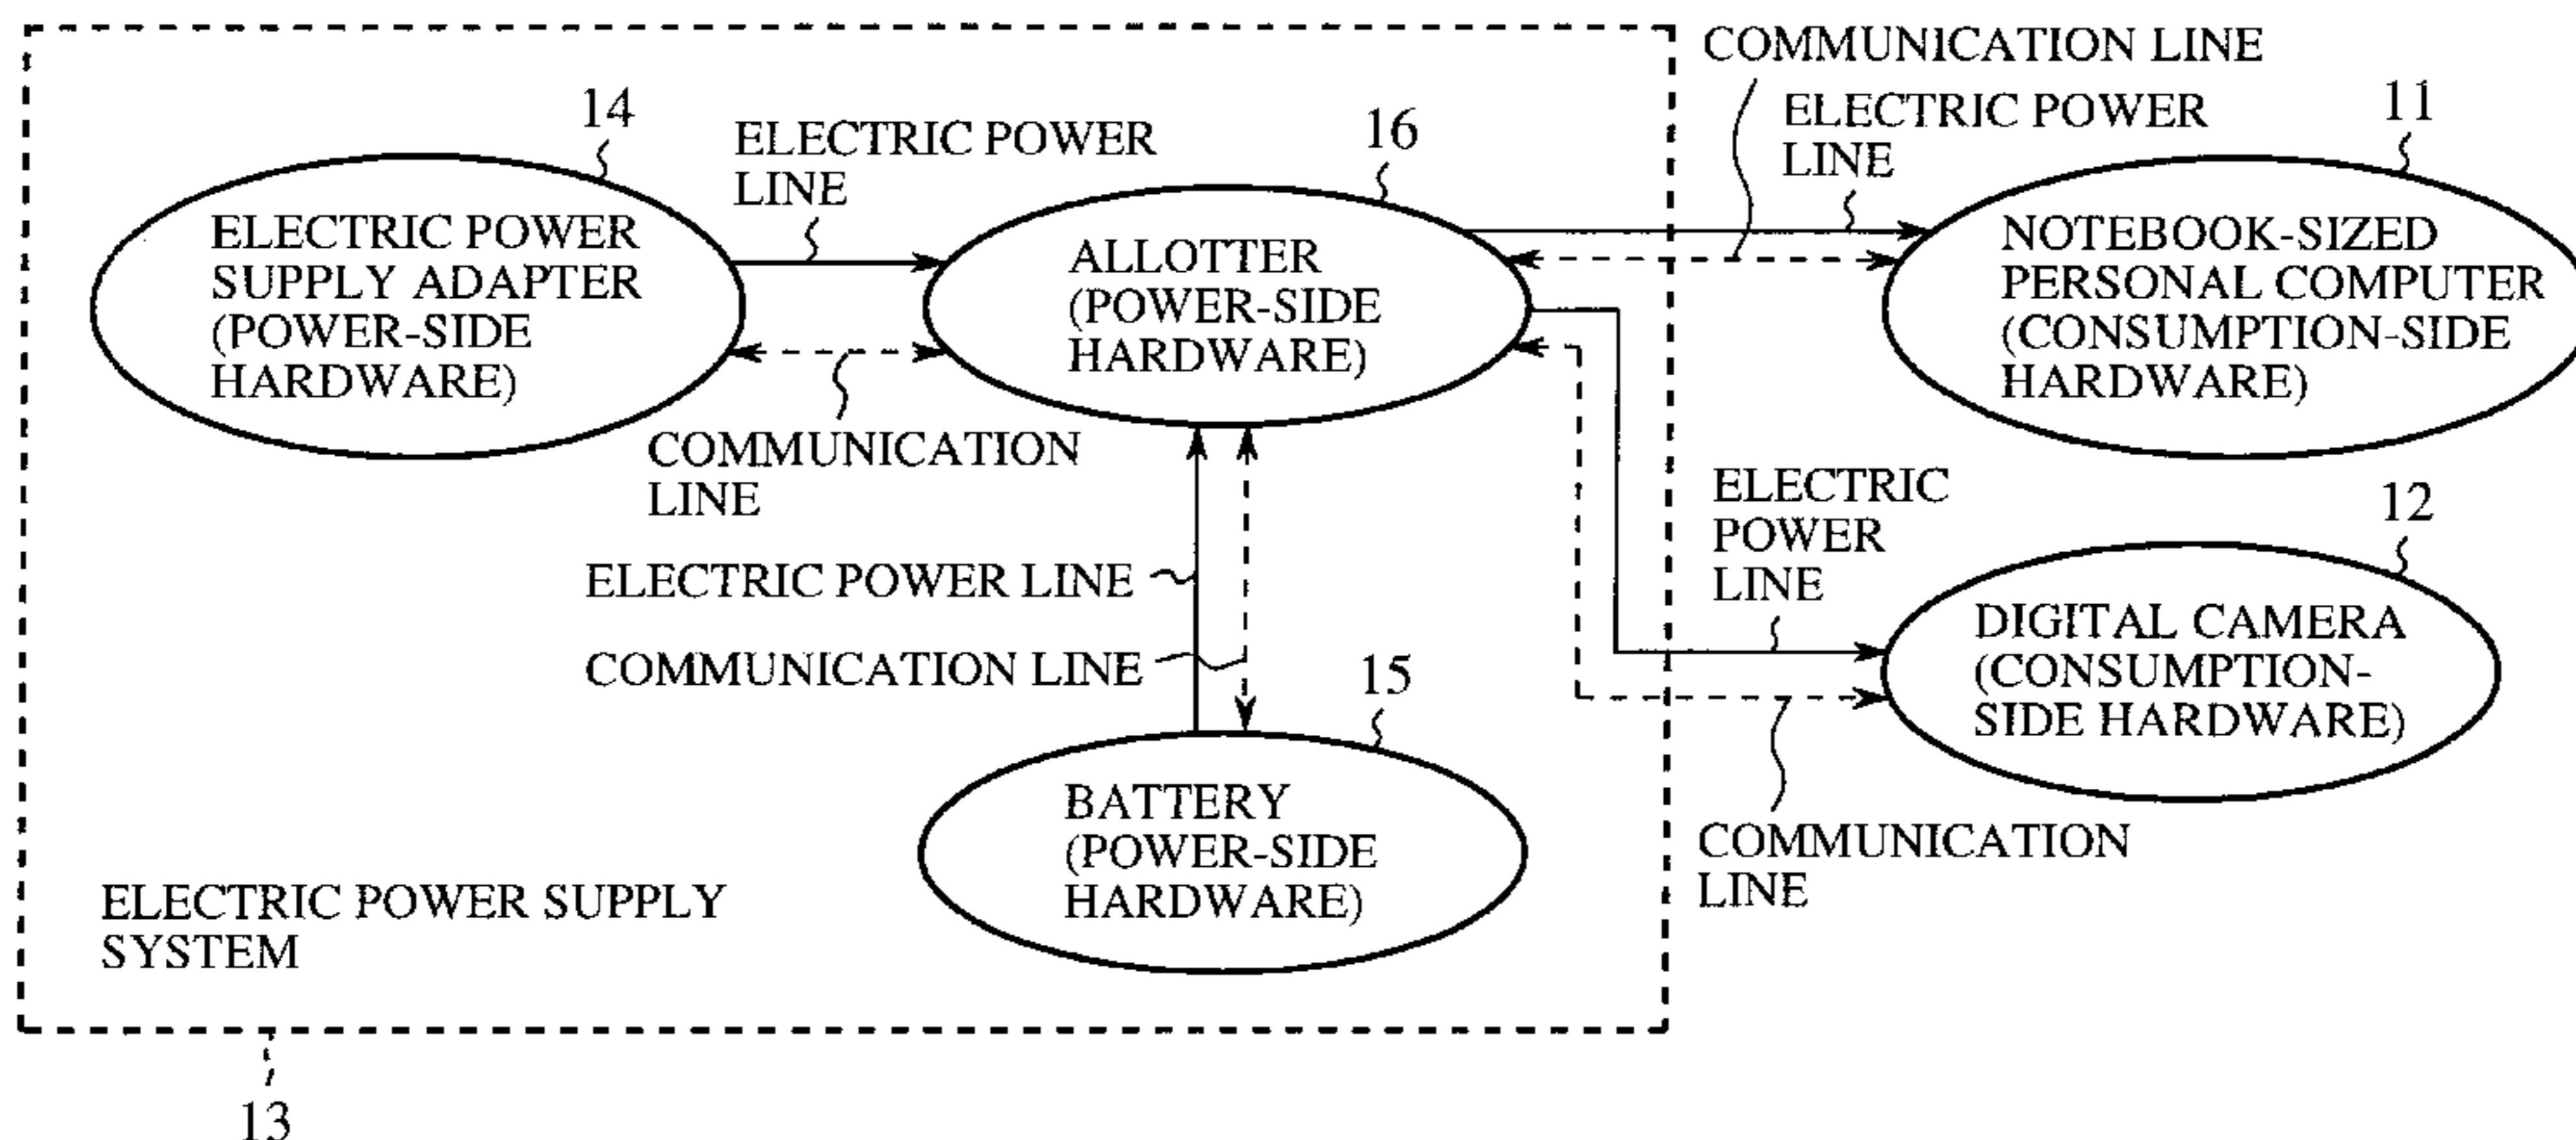 COMMUNICATION LINE
ELECTRIC POWER
LINE
11
14
ELECTRIC POWER
LINE
16
ELECTRIC POWER
SUPPLY ADAPTER
(POWER-SIDE
HARDWARE)
ALLOTTER
(POWER-SIDE
HARDWARE)
NOTEBOOK-SIZED
PERSONAL COMPUTER
(CONSUMPTION-SIDE
HARDWARE)
COMMUNICATION
LINE
ELECTRIC
POWER
LINE
12
ELECTRIC POWER LINE
COMMUNICATION LINE
15
DIGITAL CAMERA
(CONSUMPTION-
SIDE HARDWARE)
BATTERY
(POWER-SIDE
HARDWARE)
COMMUNICATION
LINE
ELECTRIC POWER SUPPLY
SYSTEM
13